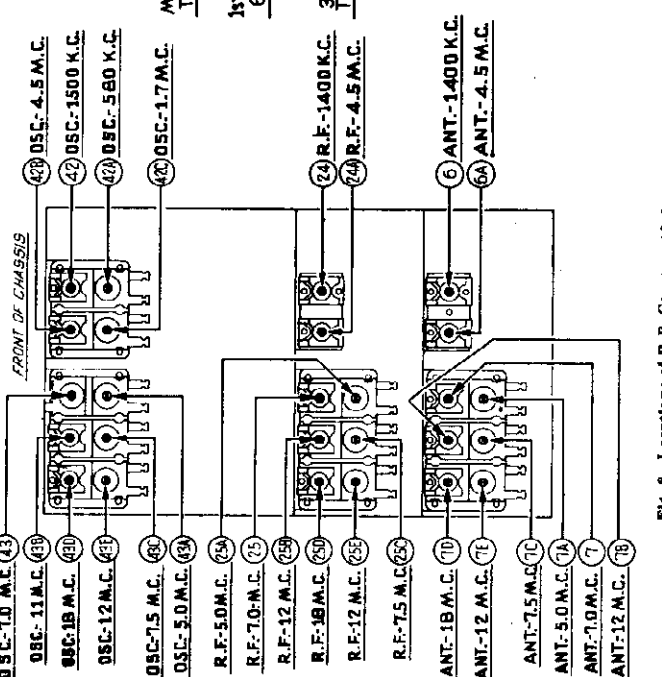 FRONT OF CHASSIS
OSC.-7.0 M.C. 43
OSC.-11 M.C. 43B
OSC.-18 M.C. 43D
OSC.-12 M.C. 43E
OSC.-7.5 M.C. 43C
OSC.-5.0 M.C. 43A
R.F.-5.0 M.C. 25A
R.F.-7.0-M.C. 25
R.F.-12 M.C. 25B
R.F.-18 M.C. 25D
R.F.-12 M.C. 25E
R.F.-7.5 M.C. 25C
ANT.-18 M.C. 7D
ANT.-12 M.C. 7E
ANT.-7.5 M.C. 7C
ANT.-5.0 M.C. 7A
ANT.-7.0 M.C. 7
ANT.-12 M.C. 7B
42B OSC.-4.5 M.C.
42 OSC.-1500 K.C.
42A OSC.-580 K.C.
42C OSC.-1.7 M.C.
24 R.F.-1400 K.C.
24A R.F.-4.5 M.C.
6 ANT.-1400 K.C.
6A ANT.-4.5 M.C.
1st